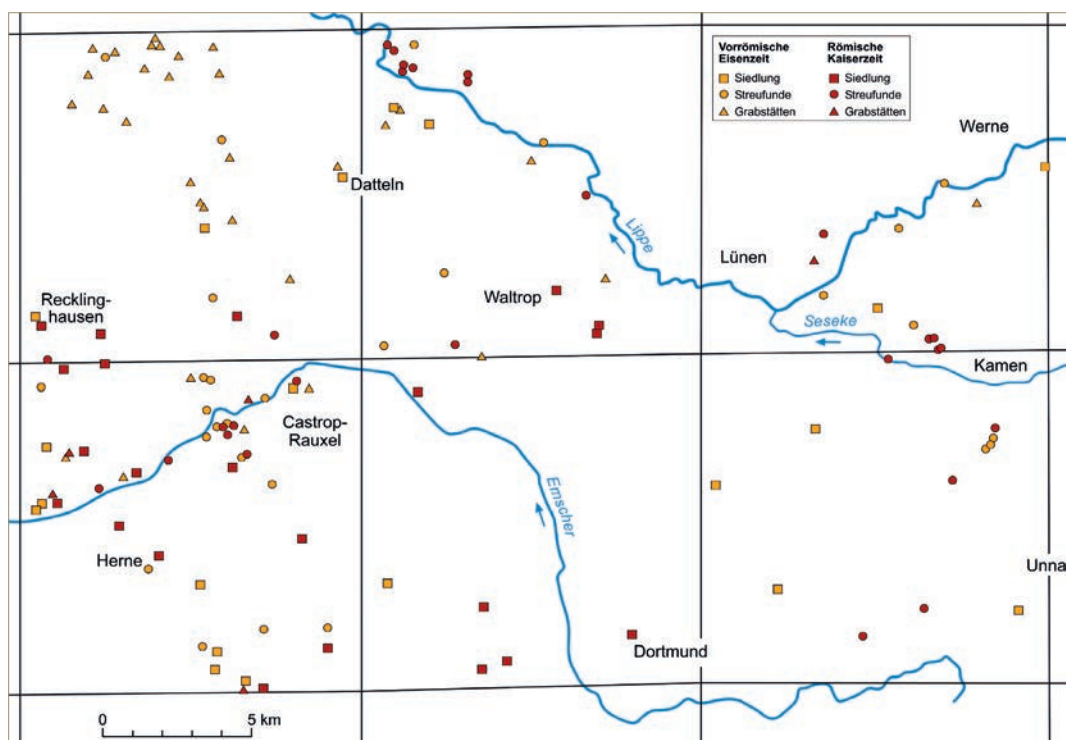 Vorrömische
Eisenzeit
Römische
Kaiserzeit
Siedlung
Siedlung
Streufunde
Streufunde
Grabstätten
Grabstätten
Werne
Datteln
Lippe
Lünen
Reckling-
hausen
Waltrop
Seseke
Kamen
Castrop-
Rauxel
Emscher
Herne
Unna
Dortmund
0 5 km